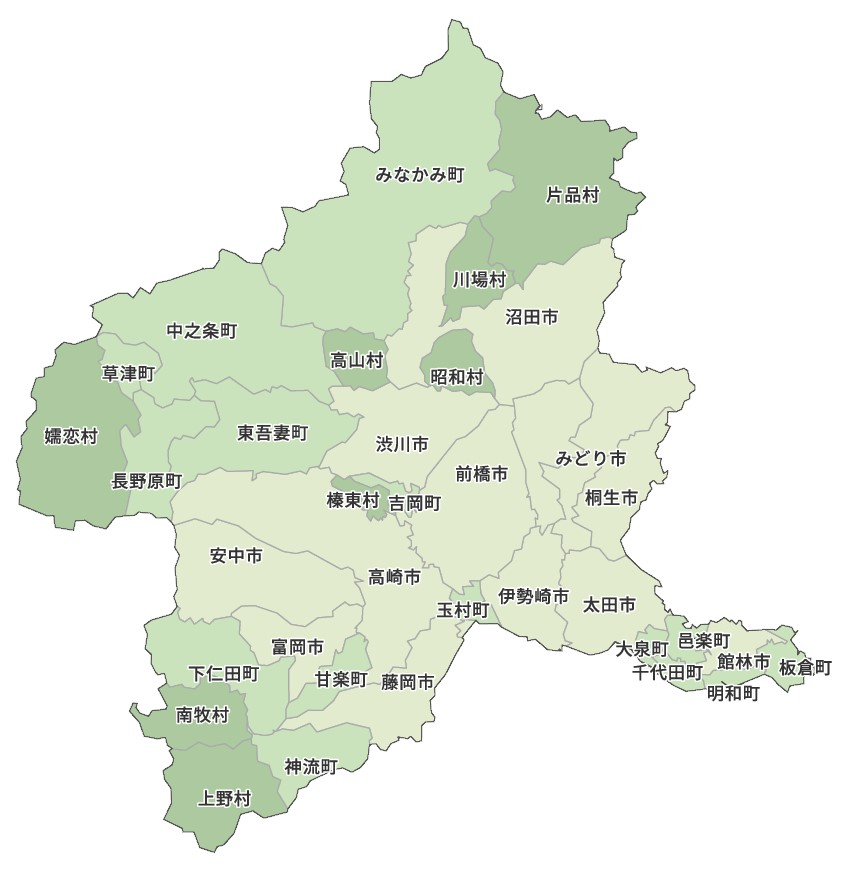 みなかみ町
片品村
川場村
沼田市
中之条町
高山村
草津町
昭和村
嬬恋村
東吾妻町
渋川市
みどり市
前橋市
長野原町
桐生市
榛東村
吉岡町
安中市
高崎市
伊勢崎市
太田市
玉村町
邑楽町
富岡市
大泉町
館林市
板倉町
下仁田町
千代田町
甘楽町
藤岡市
明和町
南牧村
神流町
上野村